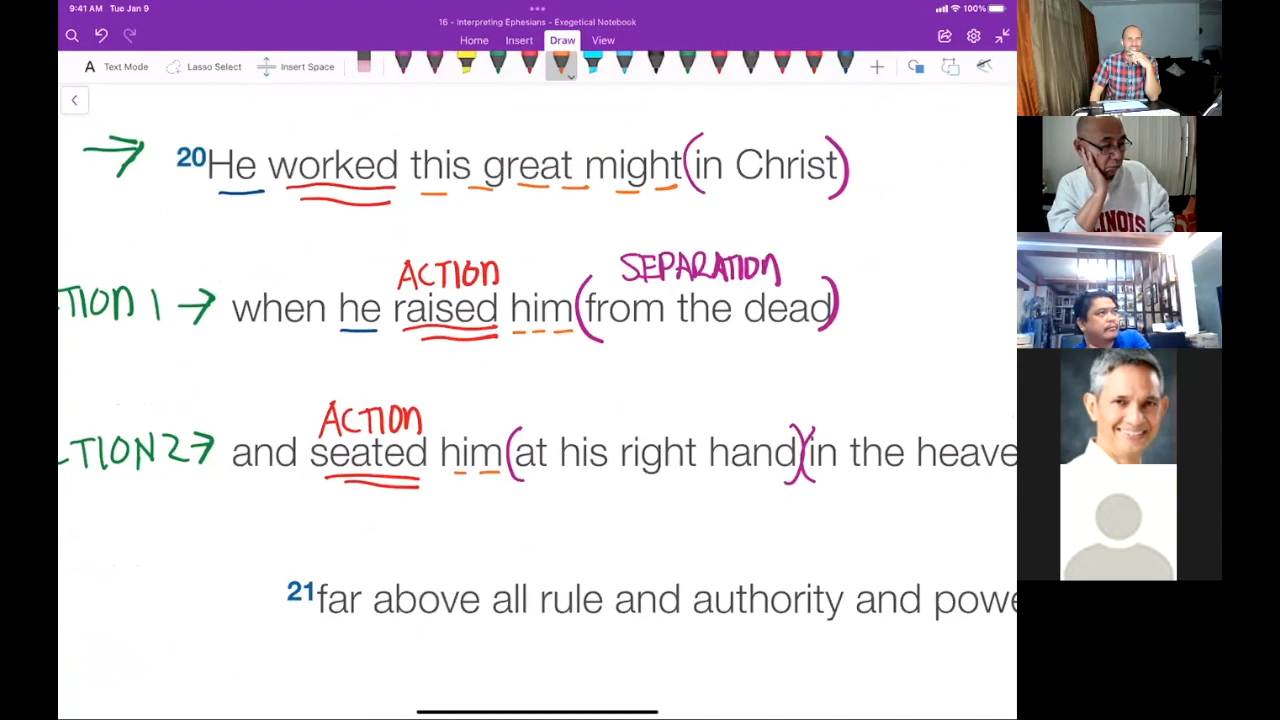 9:41 AM Tue Jan 9
100%
16 - Interpreting Ephesians - Exegetical Notebook
Home Insert Draw View
A Text Mode Lasso Select Insert Space
20He worked this great might (in Christ)
ACTION SEPARATION
TION 1 → when he raised him (from the dead)
ACTION
CTION 2 → and seated him (at his right hand) (in the heave
21far above all rule and authority and powe
ILLINOIS